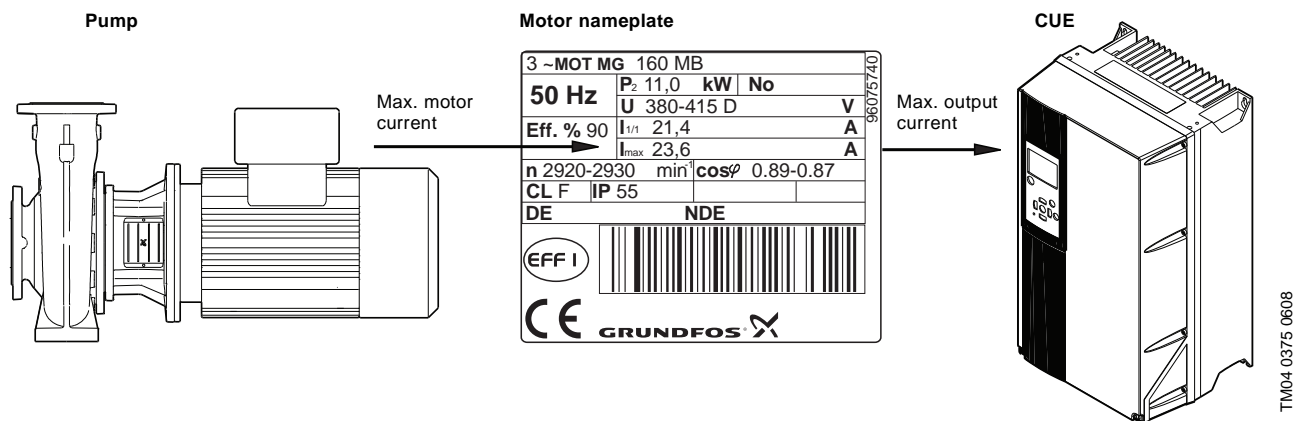 Pump
Motor nameplate
CUE
Max. motor
current
3 ~MOT MG 160 MB
50 Hz
P2 11,0 kW No
U 380-415 D V
Eff. % 90
I1/1 21,4 A
Imax 23,6 A
n 2920-2930 min-1 cosφ 0.89-0.87
CL F IP 55
DE NDE
EFF I
CE GRUNDFOS
96075740
Max. output
current
TM04 0375 0608